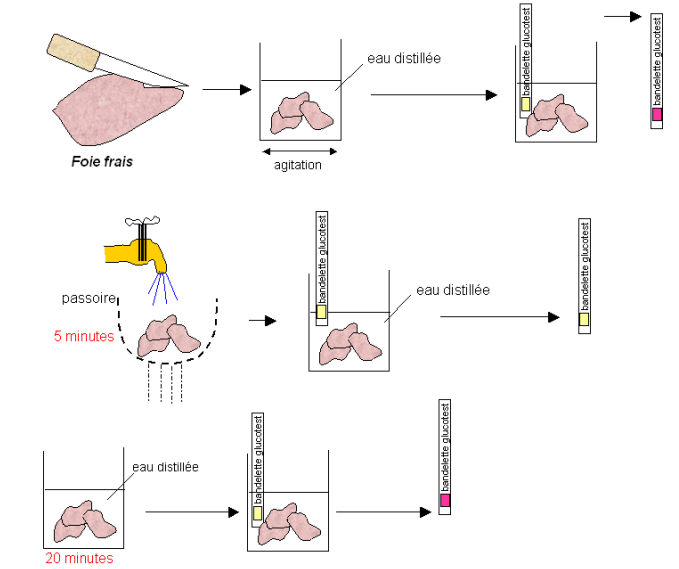 bandelette glucotest
bandelette glucotest
eau distillée
Foie frais
agitation
bandelette glucotest
bandelette glucotest
passoire
eau distillée
5 minutes
bandelette glucotest
bandelette glucotest
eau distillée
20 minutes